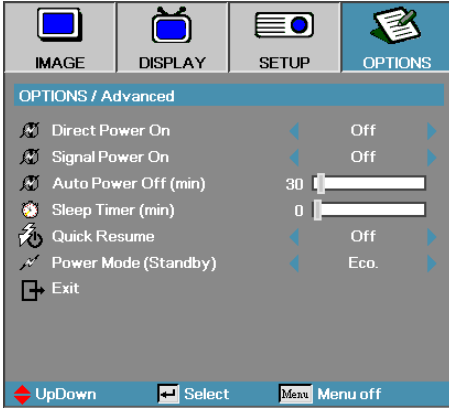 IMAGE DISPLAY SETUP OPTIONS
OPTIONS / Advanced
Direct Power On Off
Signal Power On Off
Auto Power Off (min) 30
Sleep Timer (min) 0
Quick Resume Off
Power Mode (Standby) Eco.
Exit
UpDown Select Menu Menu off